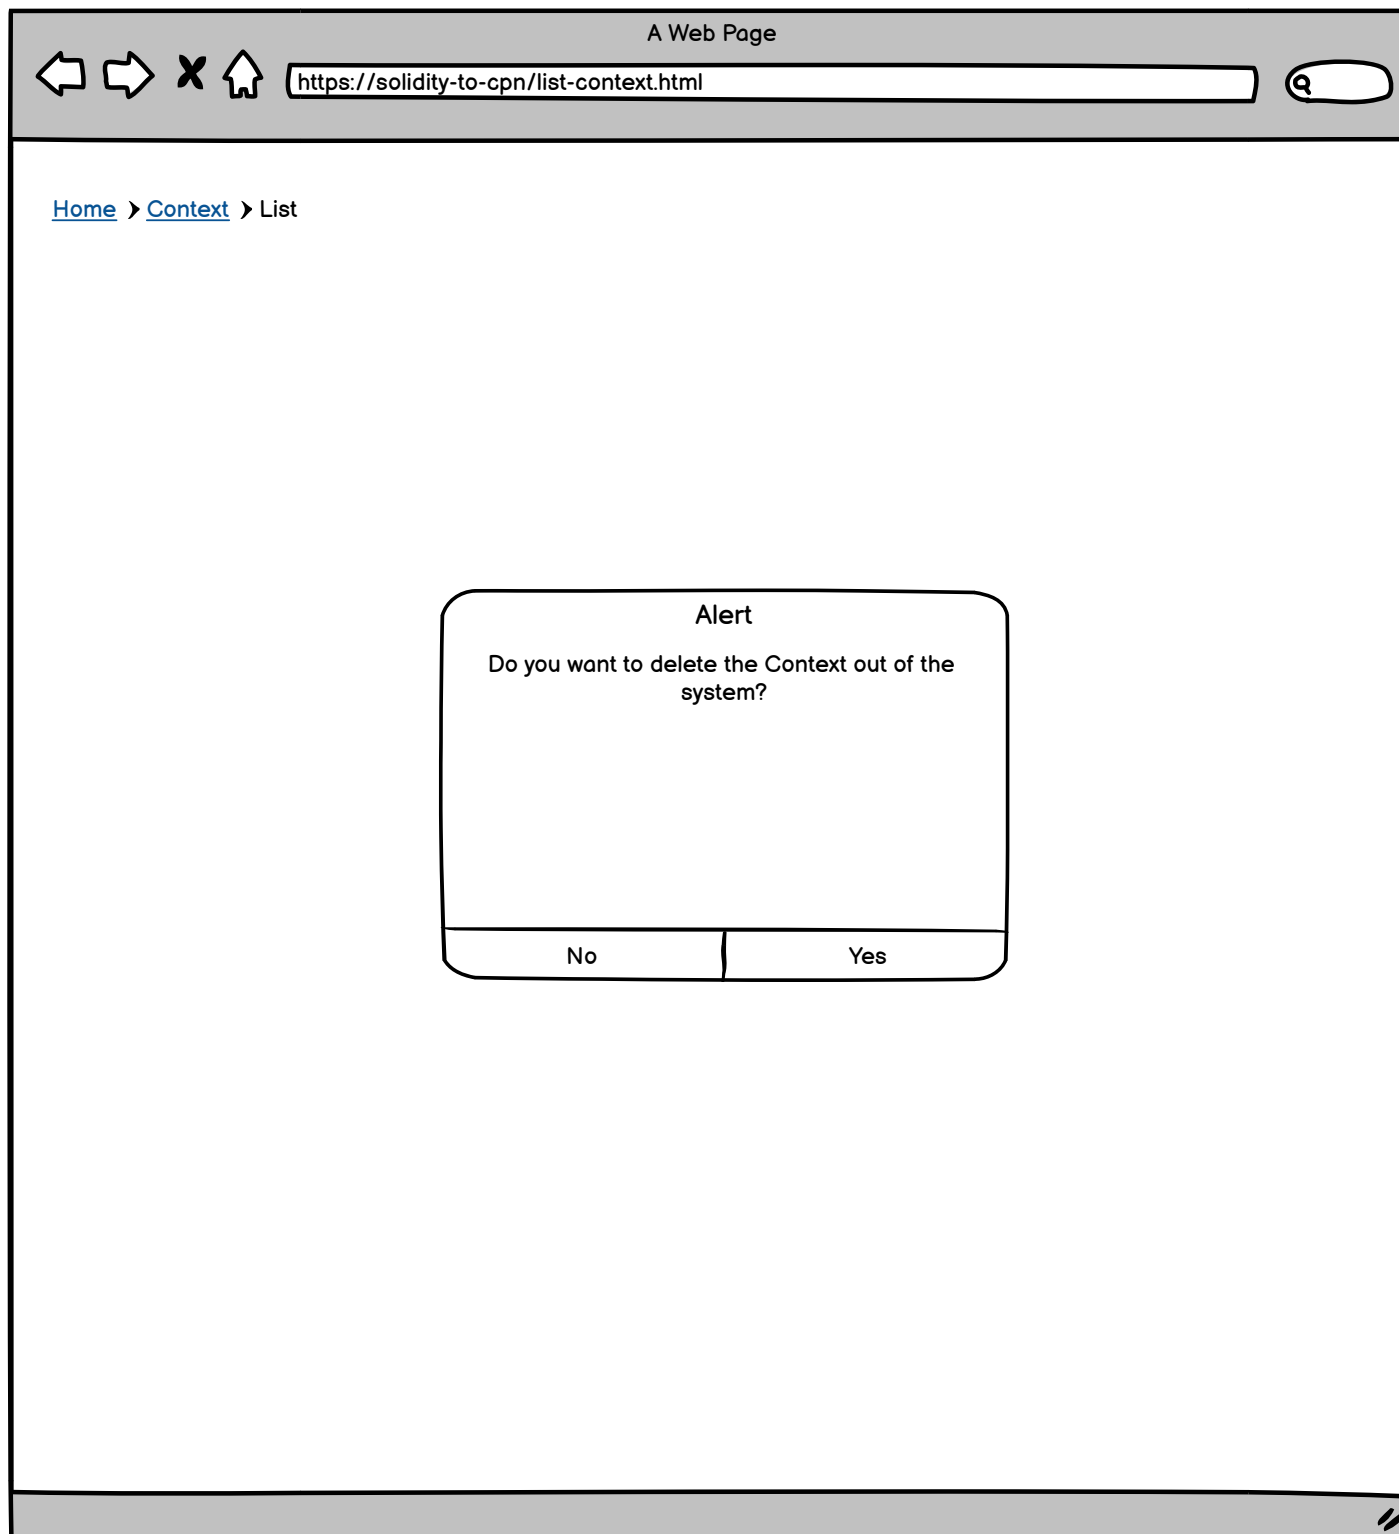 A Web Page
https://solidity-to-cpn/list-context.html
Home Context List
Alert
Do you want to delete the Context out of the
system?
No Yes